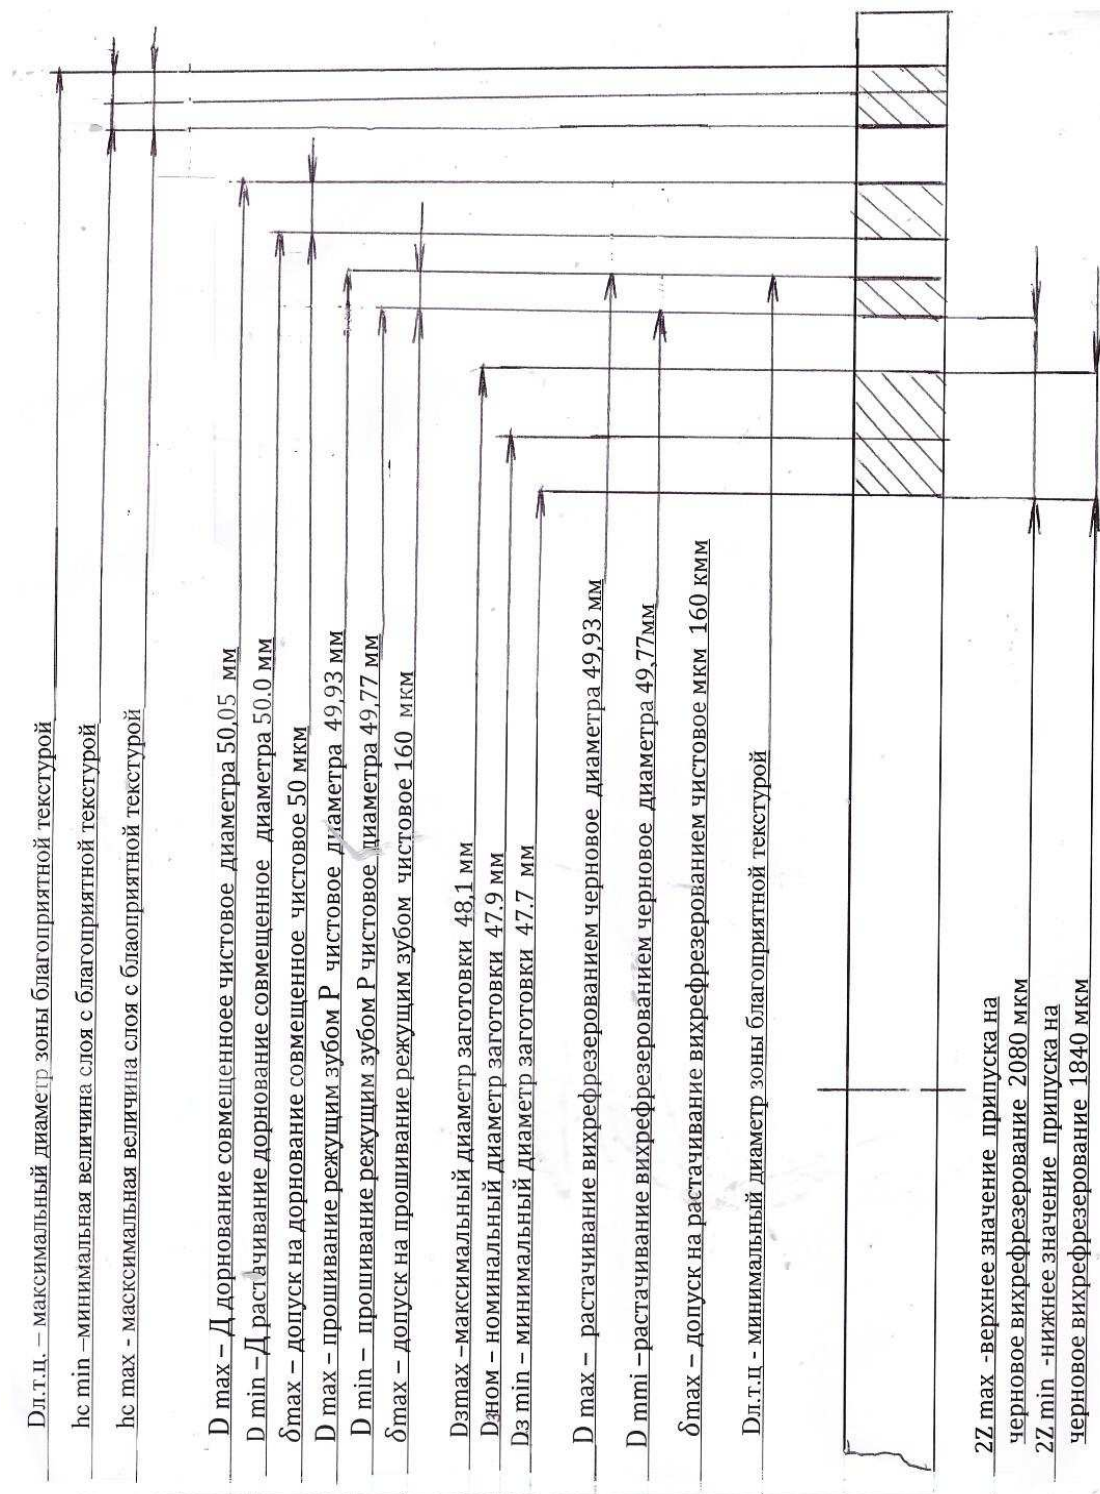 Dл.т.ц. – максимальный диаметр зоны благоприятной текстурой
hc min –минимальная величина слоя с благоприятной текстурой
hc max - масксимальная величина слоя с блаоприятной текстурой
D max – Д дорнование совмещенноее чистовое диаметра 50,05 мм
D min –Д растачивание дорнование совмещенное диаметра 50.0 мм
δmax – допуск на дорнование совмещенное чистовое 50 мкм
D max – прошивание режущим зубом Р чистовое диаметра 49,93 мм
D min – прошивание режущим зубом Р чистовое диаметра 49,77 мм
δmax – допуск на прошивание режущим зубом чистовое 160 мкм
Dзmax –максимальный диаметр заготовки 48,1 мм
Dзном – номинальный диаметр заготовки 47.9 мм
Dз min – минимальный диаметр заготовки 47.7 мм
D max – растачивание вихрефрезерованием черновое диаметра 49,93 мм
D mmi –растачивание вихрефрезерованием черновое диаметра 49,77мм
δmax – допуск на растачивание вихрефрезерованием чистовое мкм 160 кмм
Dл.т.ц - минимальный диаметр зоны благоприятной текстурой
2Z max -верхнее значение припуска на
черновое вихрефрезерование 2080 мкм
2Z min -нижнее значение припуска на
черновое вихрефрезерование 1840 мкм